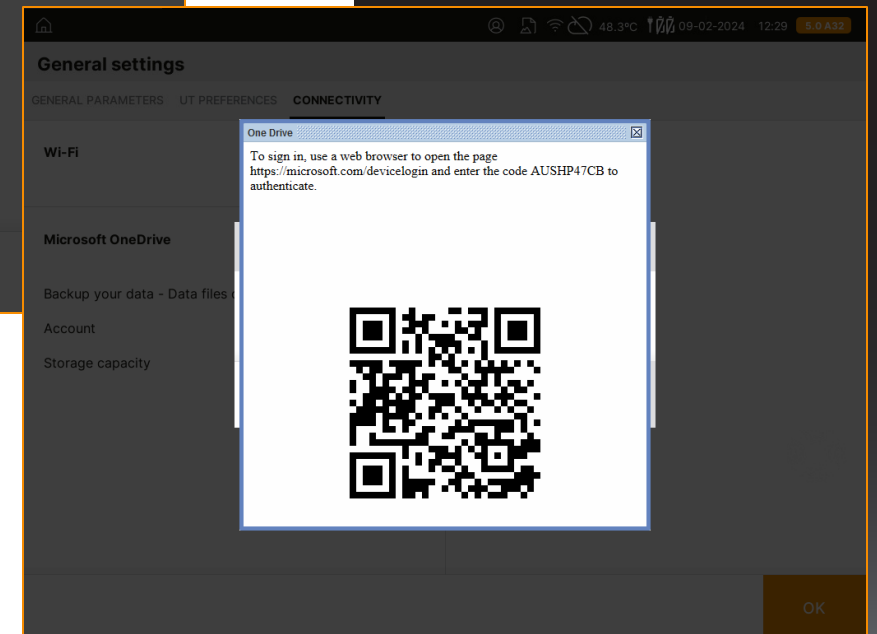 48.3ºC 09-02-2024 12:29 5.0 A32
General settings
GENERAL PARAMETERS UT PREFERENCES CONNECTIVITY
One Drive
To sign in, use a web browser to open the page
https://microsoft.com/devicelogin and enter the code AUSHP47CB to
authenticate.
Wi-Fi
Microsoft OneDrive
Backup your data - Data files
Account
Storage capacity
OK